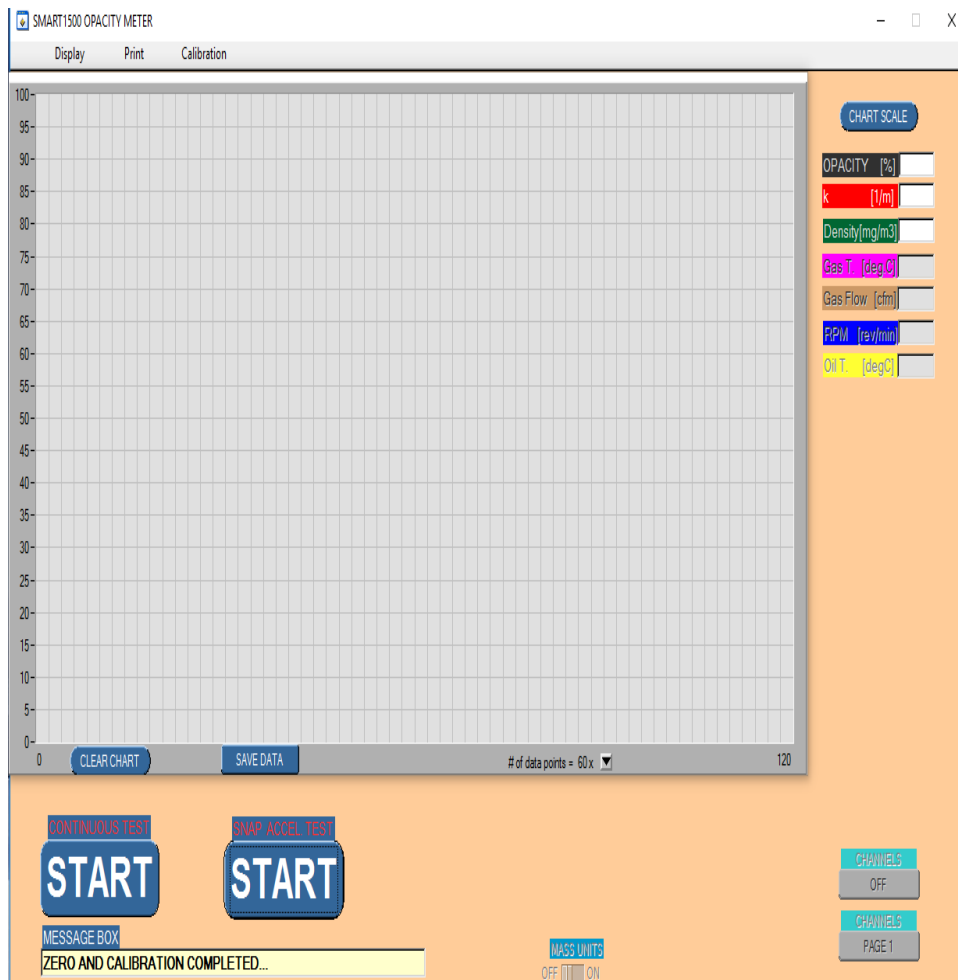 SMART1500 OPACITY METER
Display Print Calibration
100
95
90
85
80
75
70
65
60
55
50
45
40
35
30
25
20
15
10
5
0
0 CLEAR CHART SAVE DATA # of data points = 60 x 120
CHART SCALE
OPACITY [%]
k [1/m]
Density[mg/m3]
Gas T. [deg C]
Gas Flow [cfm]
RPM [rev/min]
Oil T. [degC]
CONTINUOUS TEST
START
SNAP ACCEL TEST
START
MESSAGE BOX
ZERO AND CALIBRATION COMPLETED...
MASS UNITS
OFF ON
CHANNELS
OFF
CHANNELS
PAGE 1